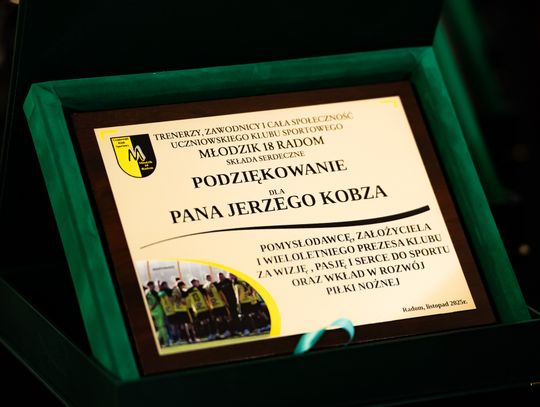 TRENERZY, ZAWODNICY I CAŁA SPOŁECZNOŚĆ
UCZNIOWSKIEGO KLUBU SPORTOWEGO
MŁODZIK 18 RADOM
SKŁADA SERDECZNE
PODZIĘKOWANIE
DLA
PANA JERZEGO KOBZA
POMYSŁODAWCĘ, ZAŁOŻYCIELA
I WIELOLETNIEGO PREZESA KLUBU
ZA WIZJĘ , PASJĘ I SERCE DO SPORTU
ORAZ WKŁAD W ROZWÓJ
PIŁKI NOŻNEJ
Radom, listopad 2025r.
M